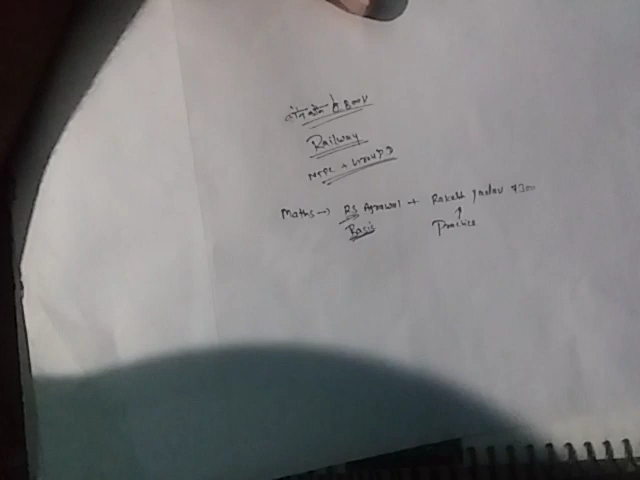 Book
Railway
NTPC + Group D
Maths → RS Agrawal + Rakesh Yadav 7300
Basic
Practice